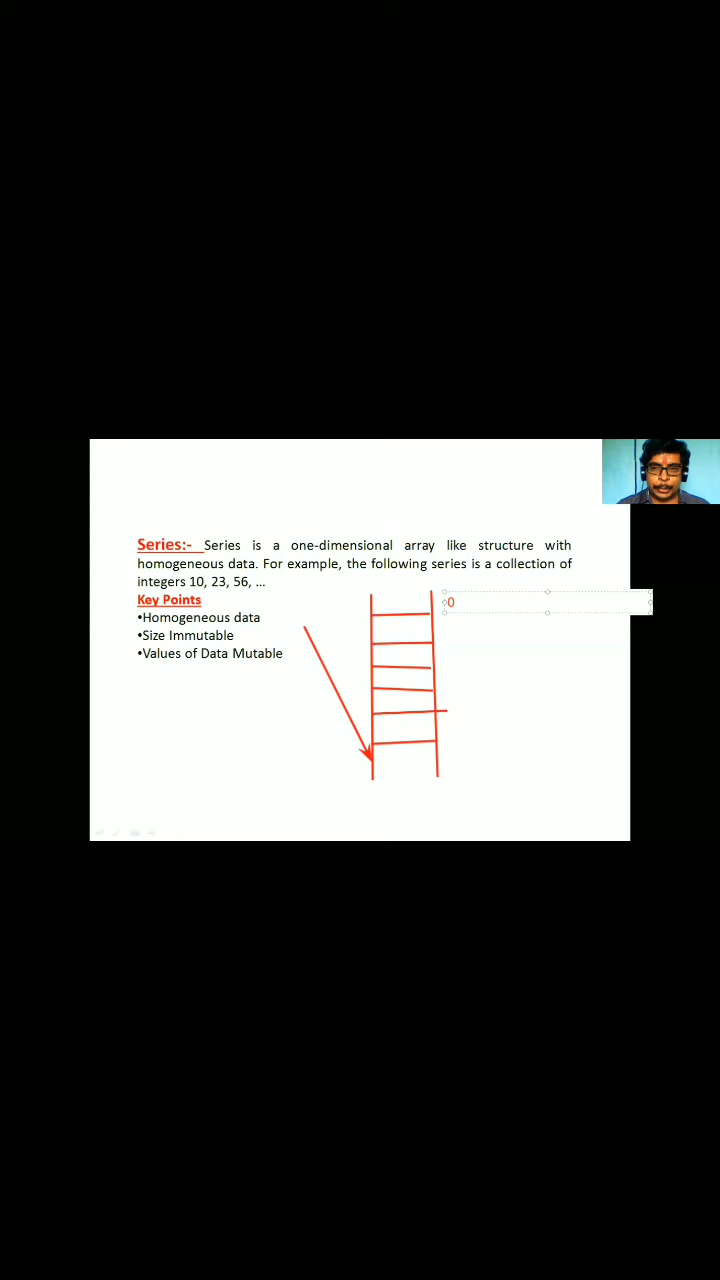 Series:- Series is a one-dimensional array like structure with
homogeneous data. For example, the following series is a collection of
integers 10, 23, 56, ...
Key Points
•Homogeneous data
•Size Immutable
•Values of Data Mutable
0